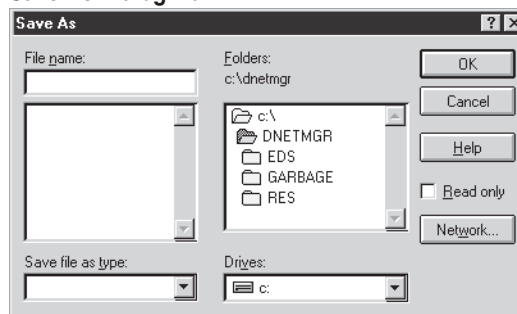 Save As
File name:
Folders:
c:\dnetmgr
OK
Cancel
c:\
DNETMGR
EDS
GARBAGE
RES
Help
Read only
Network...
Save file as type:
Drives:
c: